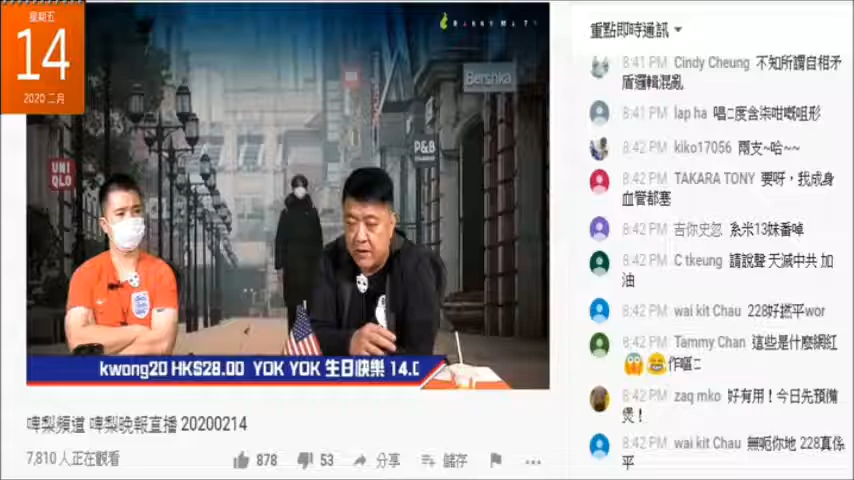 星期五
14
2020 二月
Bershka
P&B
UNI
QLO
kwong20 HK$28.00 YOK YOK 生日快樂 14.
啤梨頻道 啤梨晚報直播 20200214
7,810 人正在觀看
878
53
分享
儲存
重點即時通訊
8:41 PM Cindy Cheung 不知所謂自相矛
盾邏輯混亂
8:41 PM lap ha 唱 度含柒咁嘅咀形
8:42 PM kiko17056 兩支~哈~~
8:42 PM TAKARA TONY 要呀，我成身
血管都塞
8:42 PM 吉你史忽 糸米13妹番啅
8:42 PM C tkeung 請說聲 天滅中共 加
油
8:42 PM wai kit Chau 228好撚平wor
8:42 PM Tammy Chan 這些是什麼網紅
作嘔
8:42 PM zaq mko 好有用！今日先預備
煲！
8:42 PM wai kit Chau 無呃你地 228真係
平